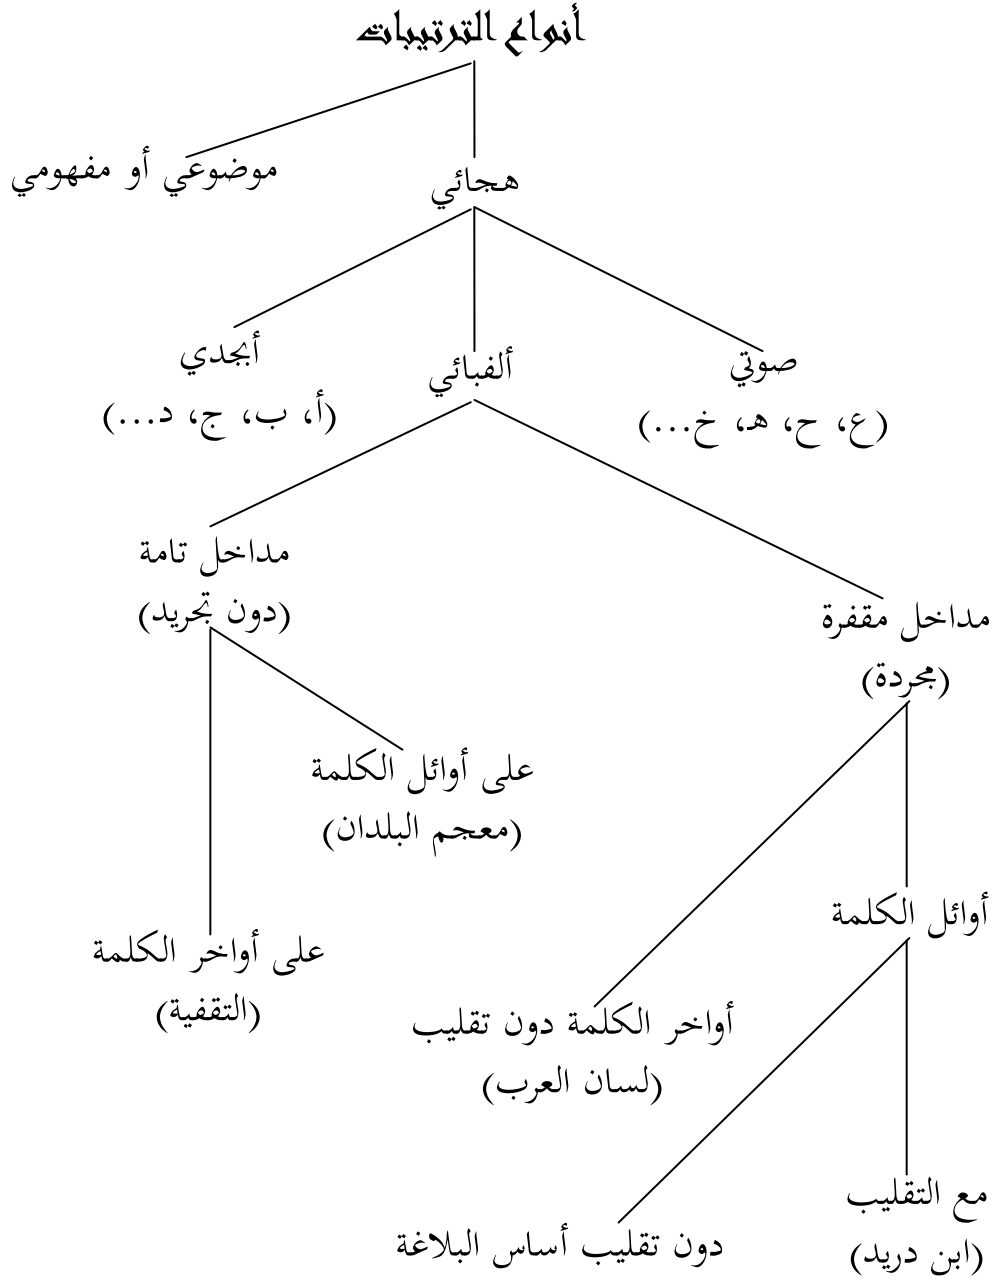 أنواع الترتيبات
هجائي
موضوعي أو مفهومي
صوتي
(ع، ح، هـ، خ...)
ألفبائي
أبجدي
(أ، ب، ج، د...)
مداخل مقفرة
(مجردة)
مداخل تامة
(دون تجريد)
على أوائل الكلمة
(معجم البلدان)
أوائل الكلمة
على أواخر الكلمة
(التقفية)
أواخر الكلمة دون تقليب
(لسان العرب)
مع التقليب
(ابن دريد)
دون تقليب أساس البلاغة